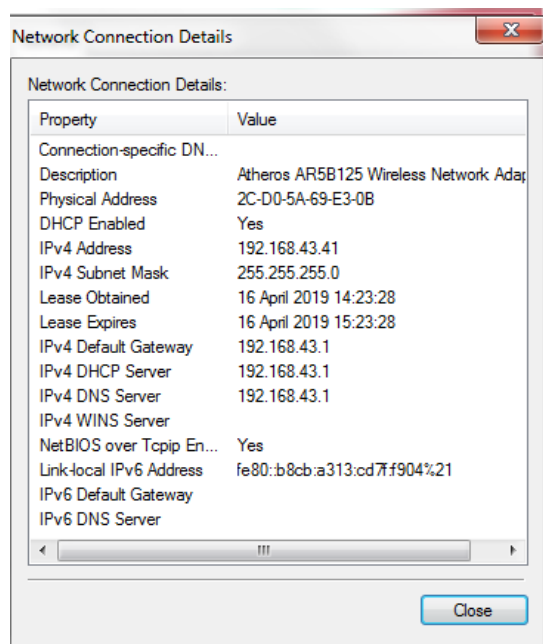 Network Connection Details
Network Connection Details:
Property Value
Connection-specific DN...
Description Atheros AR5B125 Wireless Network Adap
Physical Address 2C-D0-5A-69-E3-0B
DHCP Enabled Yes
IPv4 Address 192.168.43.41
IPv4 Subnet Mask 255.255.255.0
Lease Obtained 16 April 2019 14:23:28
Lease Expires 16 April 2019 15:23:28
IPv4 Default Gateway 192.168.43.1
IPv4 DHCP Server 192.168.43.1
IPv4 DNS Server 192.168.43.1
IPv4 WINS Server
NetBIOS over Tcpip En... Yes
Link-local IPv6 Address fe80::b8cb:a313:cd7f:f904%21
IPv6 Default Gateway
IPv6 DNS Server
Close